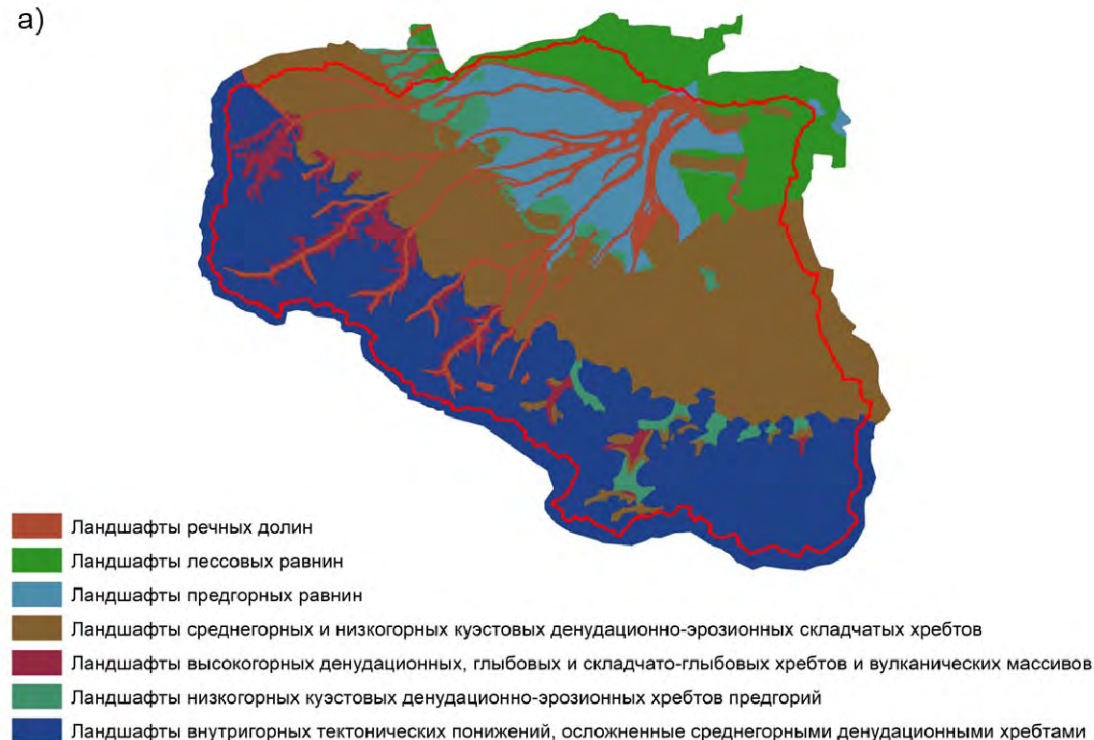 а)
Ландшафты речных долин
Ландшафты лессовых равнин
Ландшафты предгорных равнин
Ландшафты среднегорных и низкогорных куэстовых денудационно-эрозионных складчатых хребтов
Ландшафты высокогорных денудационных, глыбовых и складчато-глыбовых хребтов и вулканических массивов
Ландшафты низкогорных куэстовых денудационно-эрозионных хребтов предгорий
Ландшафты внутригорных тектонических понижений, осложненные среднегорными денудационными хребтами